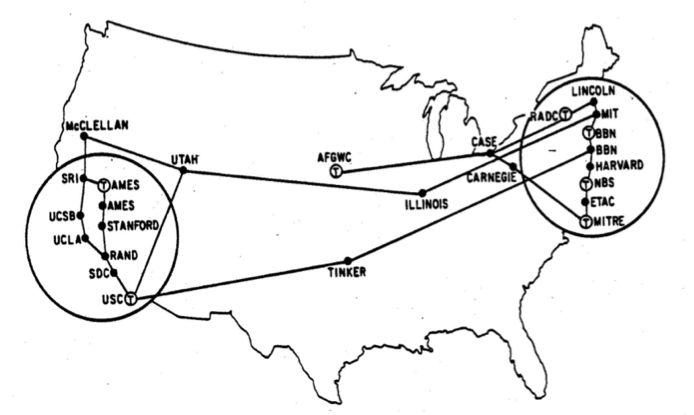 LINCOLN
RADC T
MIT
T BBN
McCLELLAN
CASE
BBN
UTAH
AFGWC
T
HARVARD
CARNEGIE
SRI
T AMES
T NBS
ILLINOIS
AMES
ETAC
UCSB
STANFORD
T MITRE
UCLA
RAND
SDC
TINKER
USC T